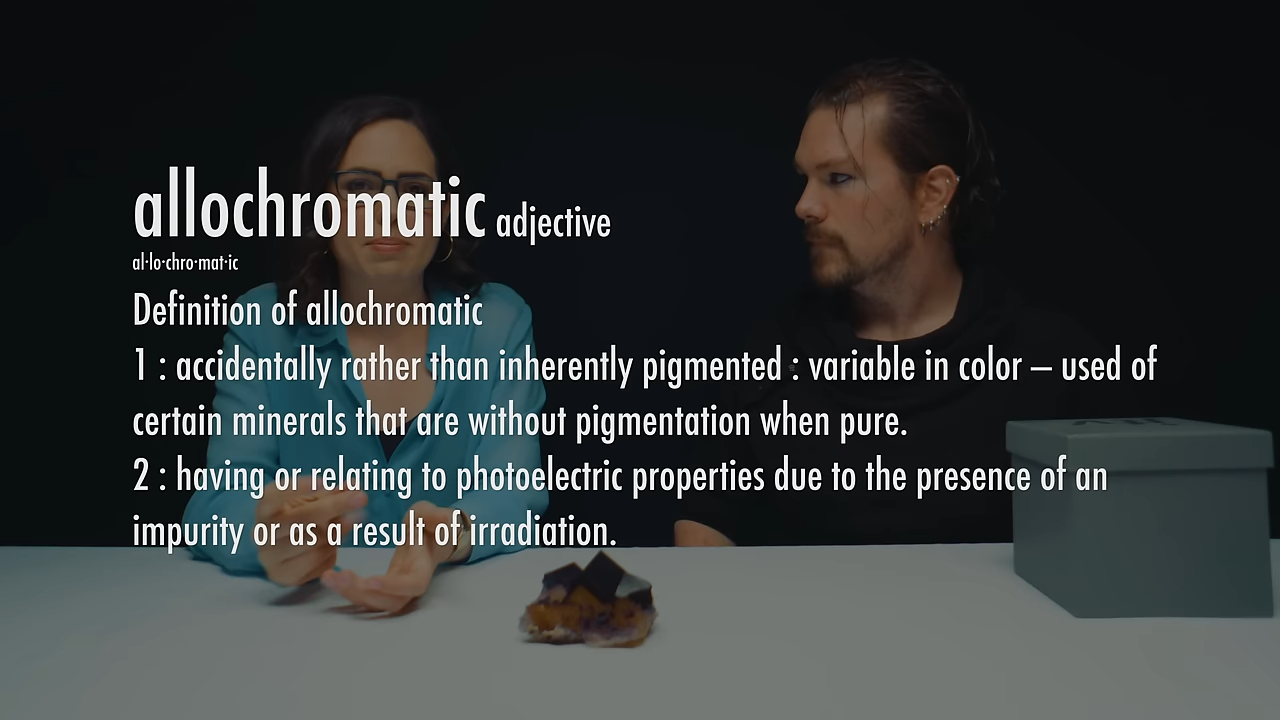 allochromatic adjective
al·lo·chro·mat·ic
Definition of allochromatic
1 : accidentally rather than inherently pigmented : variable in color – used of
certain minerals that are without pigmentation when pure.
2 : having or relating to photoelectric properties due to the presence of an
impurity or as a result of irradiation.